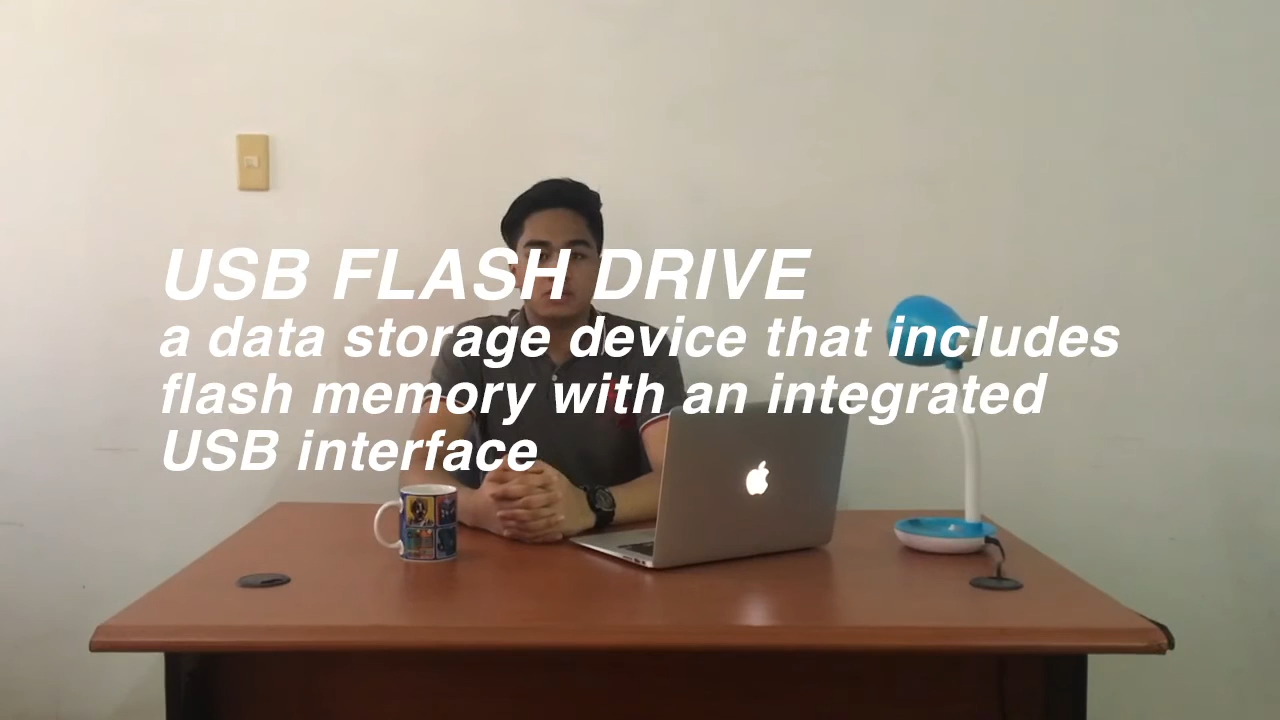 USB FLASH DRIVE
a data storage device that includes
flash memory with an integrated
USB interface